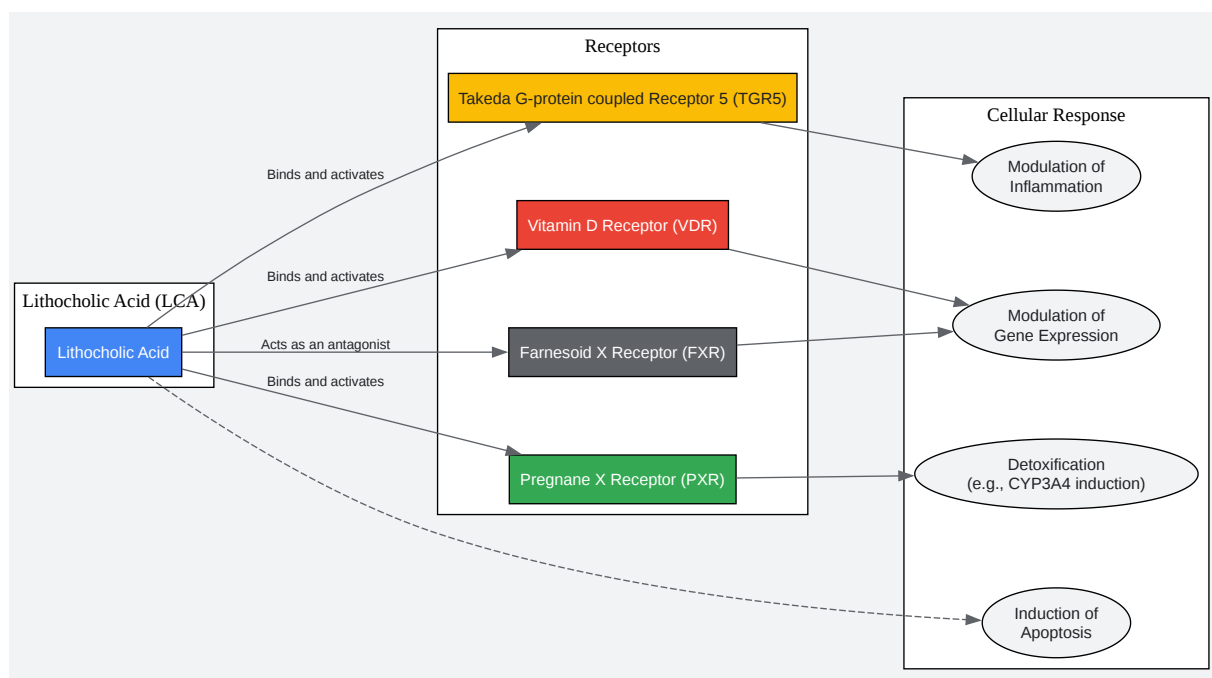 Receptors
Takeda G-protein coupled Receptor 5 (TGR5)
Cellular Response
Modulation of
Inflammation
Binds and activates
Vitamin D Receptor (VDR)
Binds and activates
Lithocholic Acid (LCA)
Lithocholic Acid
Acts as an antagonist
Farnesoid X Receptor (FXR)
Modulation of
Gene Expression
Binds and activates
Pregnane X Receptor (PXR)
Detoxification
(e.g., CYP3A4 induction)
Induction of
Apoptosis